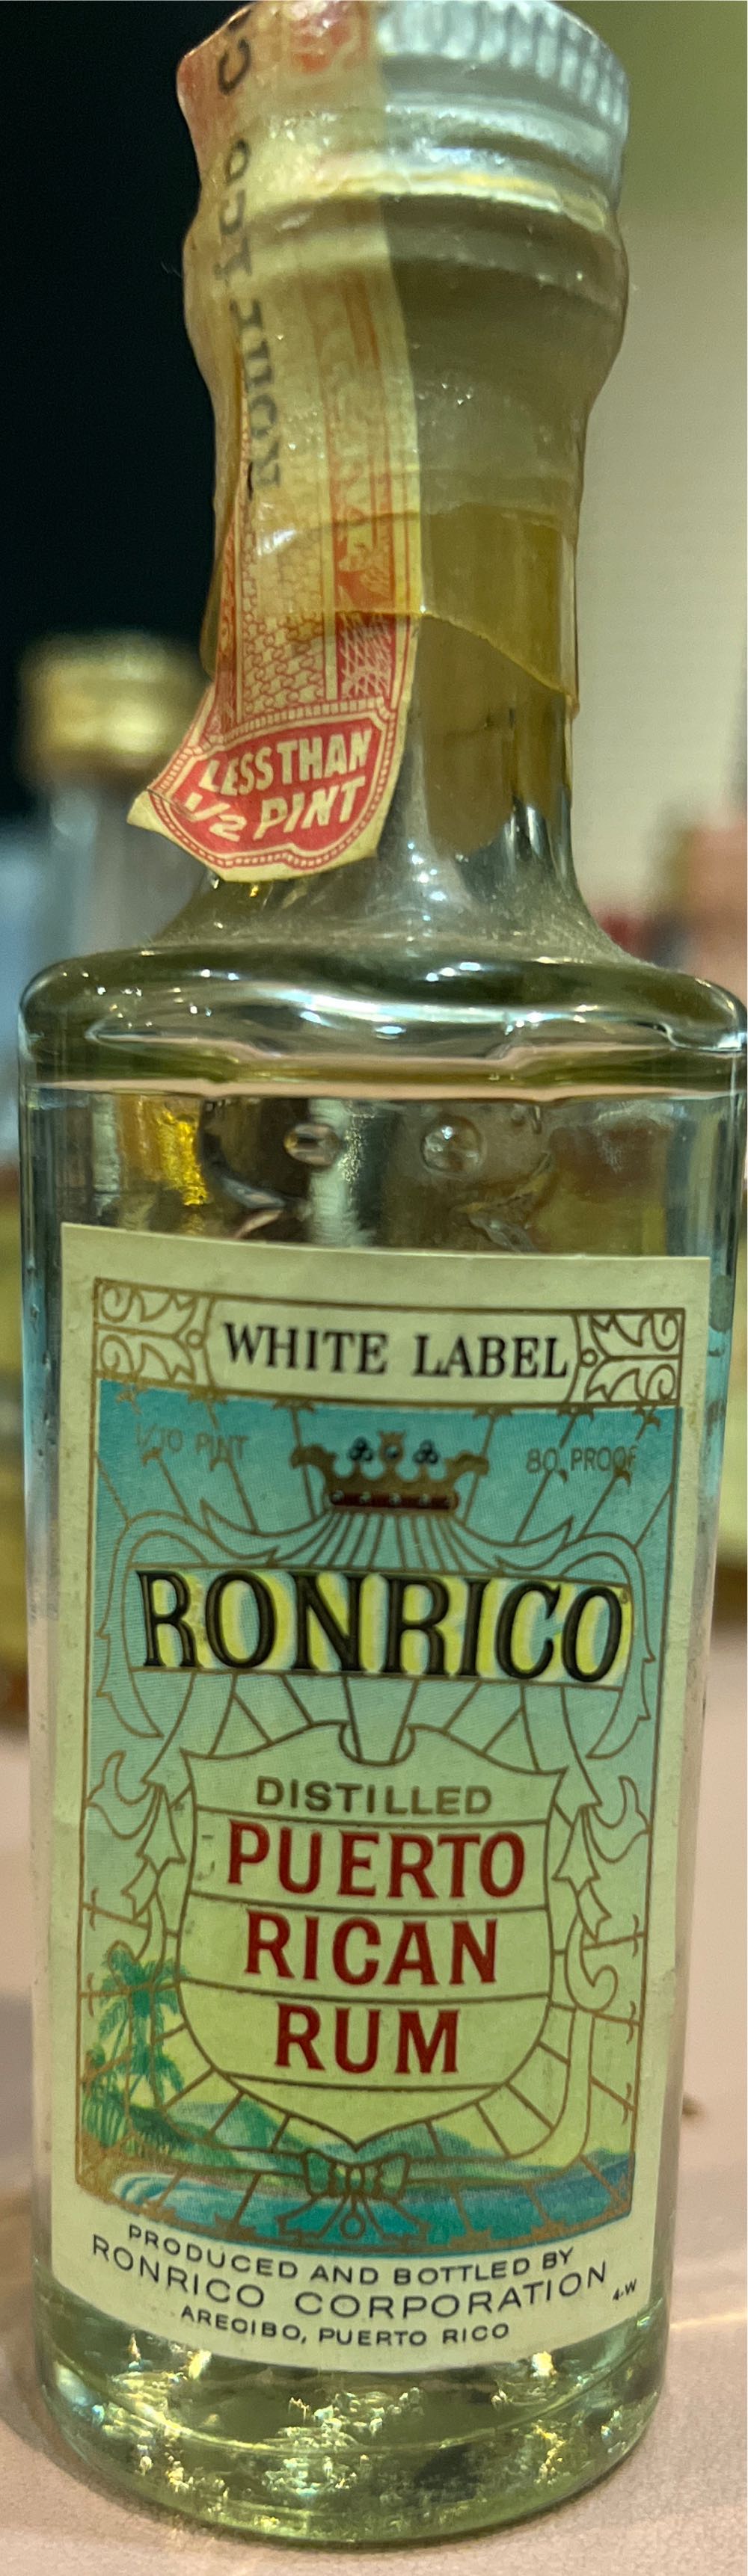 Ronrico
LESS THAN
1/2 PINT
WHITE LABEL
1/10 PINT
80 PROOF
RONRICO
DISTILLED
PUERTO
RICAN
RUM
PRODUCED AND BOTTLED BY
RONRICO CORPORATION
4-W
ARECIBO, PUERTO RICO